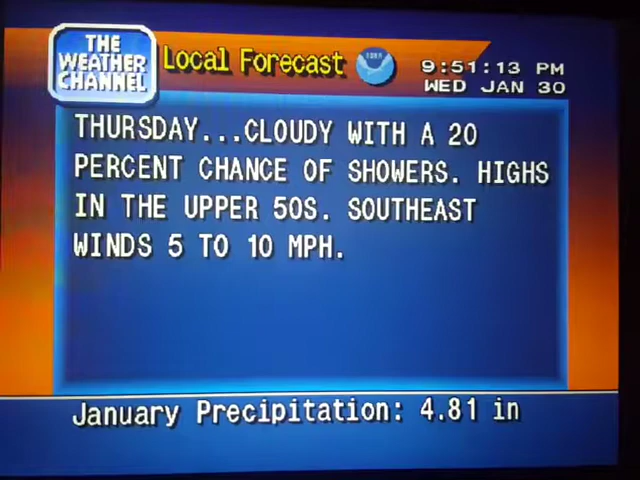 THE
WEATHER
CHANNEL
Local Forecast
9:51:13 PM
WED JAN 30
THURSDAY...CLOUDY WITH A 20
PERCENT CHANCE OF SHOWERS. HIGHS
IN THE UPPER 50S. SOUTHEAST
WINDS 5 TO 10 MPH.
January Precipitation: 4.81 in